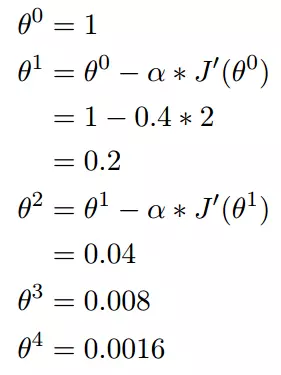 θ⁰ = 1
θ¹ = θ⁰ − α ∗ J′(θ⁰)
= 1 − 0.4 ∗ 2
= 0.2
θ² = θ¹ − α ∗ J′(θ¹)
= 0.04
θ³ = 0.008
θ⁴ = 0.0016